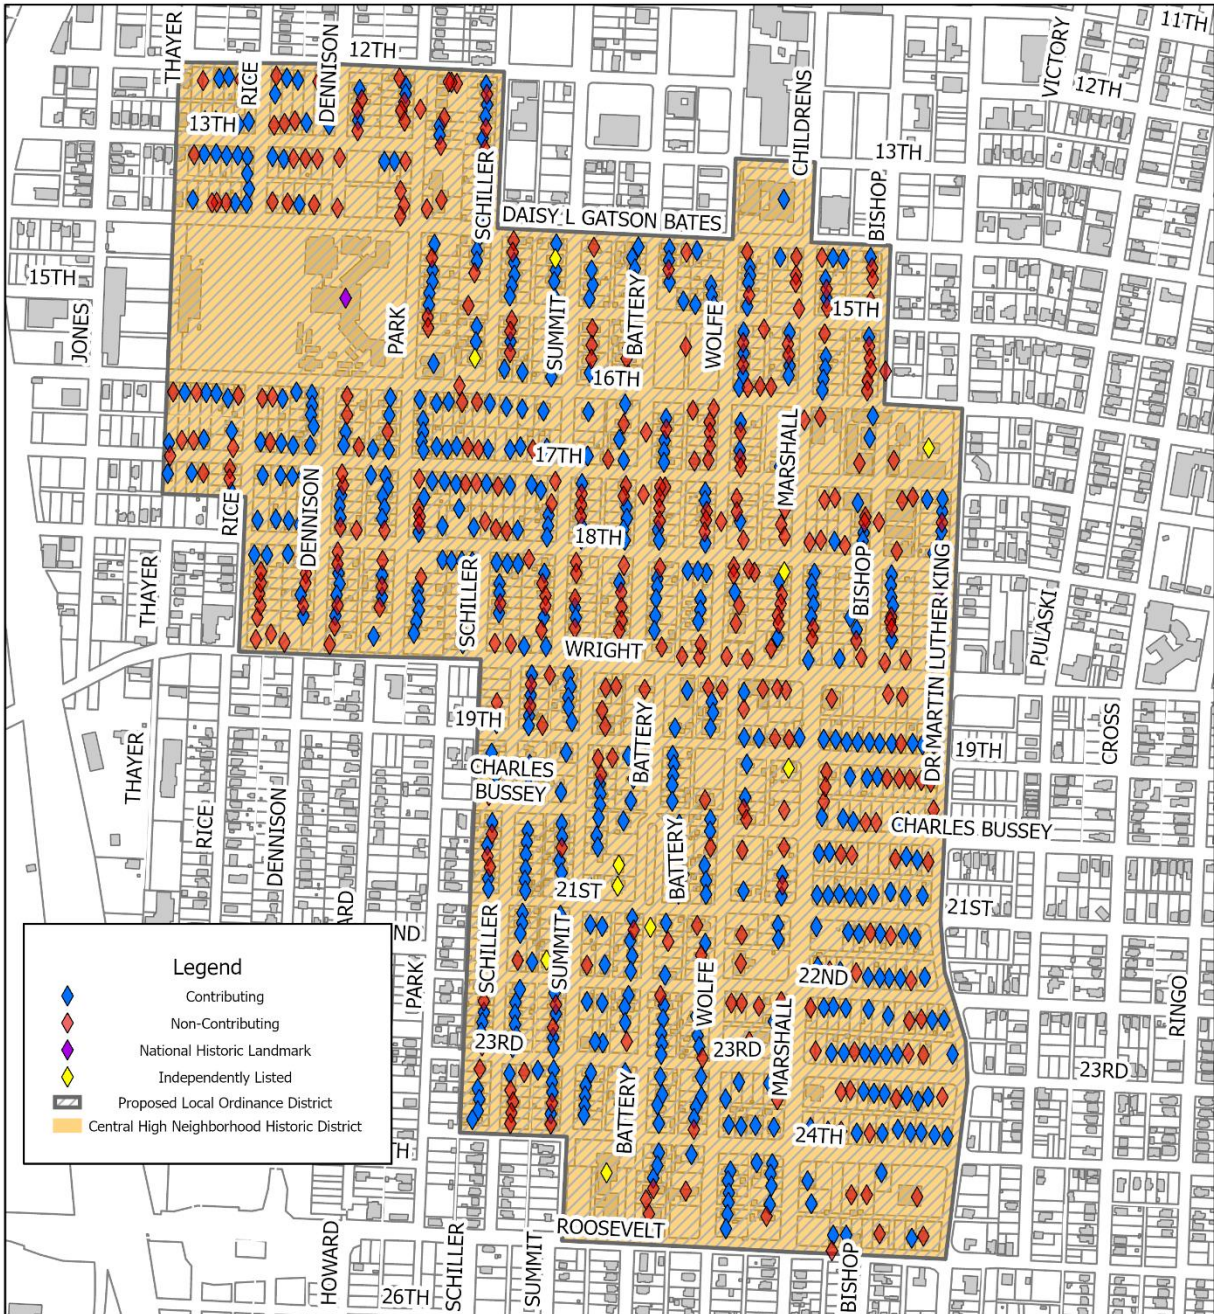 11TH
THAYER
RICE
DENNISON
12TH
VICTORY
12TH
CHILDRENS
13TH
13TH
BISHOP
SCHILLER
DAISY L GATSON BATES
15TH
JONES
PARK
SUMMIT
BATTERY
WOLFE
15TH
16TH
MARSHALL
17TH
RICE
DENNISON
18TH
THAYER
SCHILLER
BISHOP
DR MARTIN LUTHER KING
PULASKI
WRIGHT
19TH
BATTERY
19TH
CROSS
THAYER
CHARLES
BUSSEY
RICE
DENNISON
BATTERY
CHARLES BUSSEY
21ST
21ST
ARD
ND
PARK
SCHILLER
SUMMIT
WOLFE
22ND
MARSHALL
RINGO
23RD
23RD
23RD
BATTERY
24TH
TH
ROOSEVELT
HOWARD
SCHILLER
SUMMIT
BISHOP
26TH
Legend
Contributing
Non-Contributing
National Historic Landmark
Independently Listed
Proposed Local Ordinance District
Central High Neighborhood Historic District